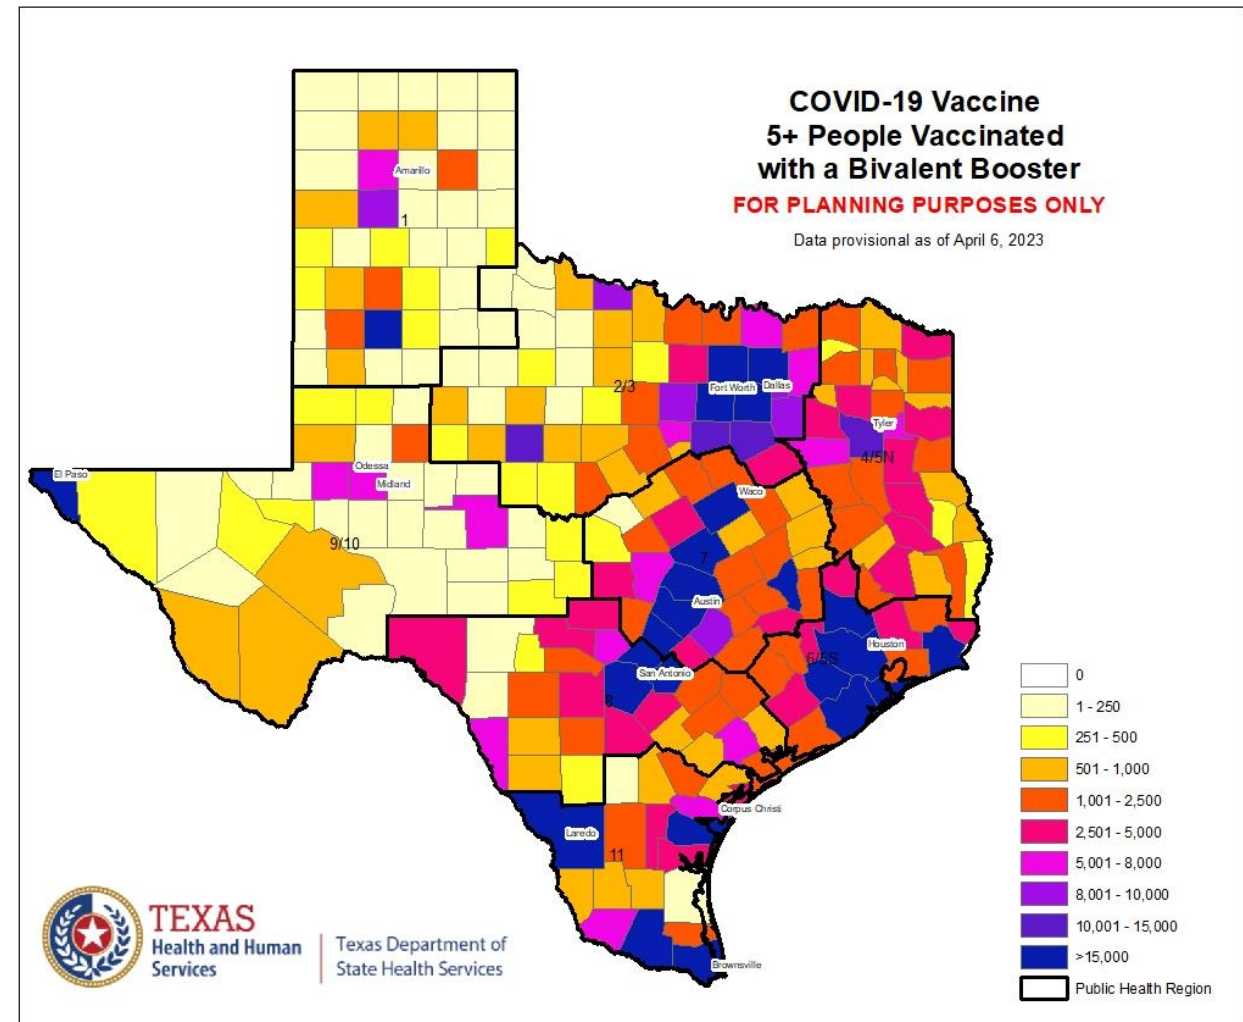 COVID-19 Vaccine
5+ People Vaccinated
with a Bivalent Booster
FOR PLANNING PURPOSES ONLY
Data provisional as of April 6, 2023
Amarillo
1
2/3
Fort Worth
Dallas
Tyler
4/5N
El Paso
Odessa
Midland
Waco
9/10
7
Austin
Houston
6/5S
San Antonio
8
Corpus Christi
Laredo
11
Brownsville
0
1 - 250
251 - 500
501 - 1,000
1,001 - 2,500
2,501 - 5,000
5,001 - 8,000
8,001 - 10,000
10,001 - 15,000
>15,000
Public Health Region
TEXAS
Health and Human
Services
Texas Department of
State Health Services